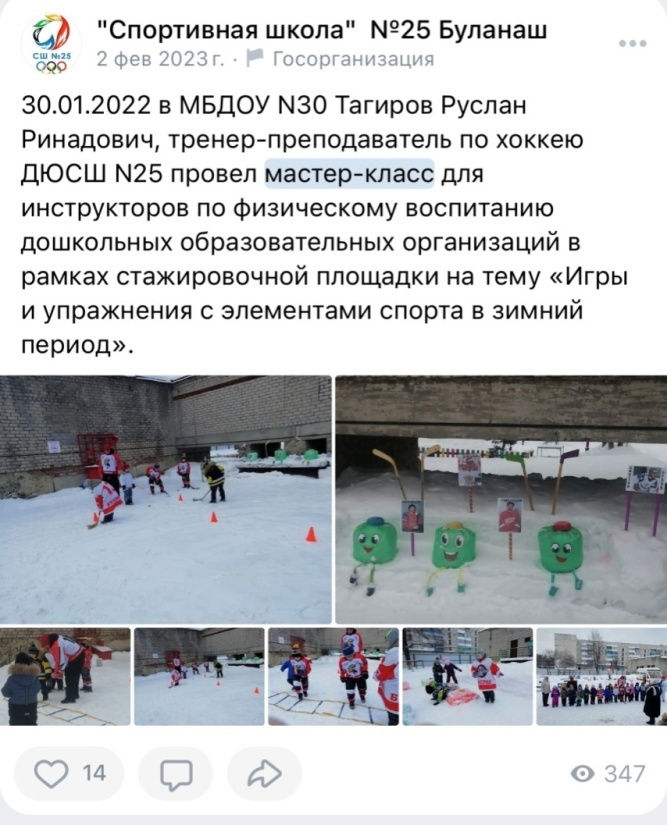 "Спортивная школа" №25 Буланаш
СШ №25
2 фев 2023 г. · Госорганизация
30.01.2022 в МБДОУ N30 Тагиров Руслан
Ринадович, тренер-преподаватель по хоккею
ДЮСШ N25 провел мастер-класс для
инструкторов по физическому воспитанию
дошкольных образовательных организаций в
рамках стажировочной площадки на тему «Игры
и упражнения с элементами спорта в зимний
период».
14
347